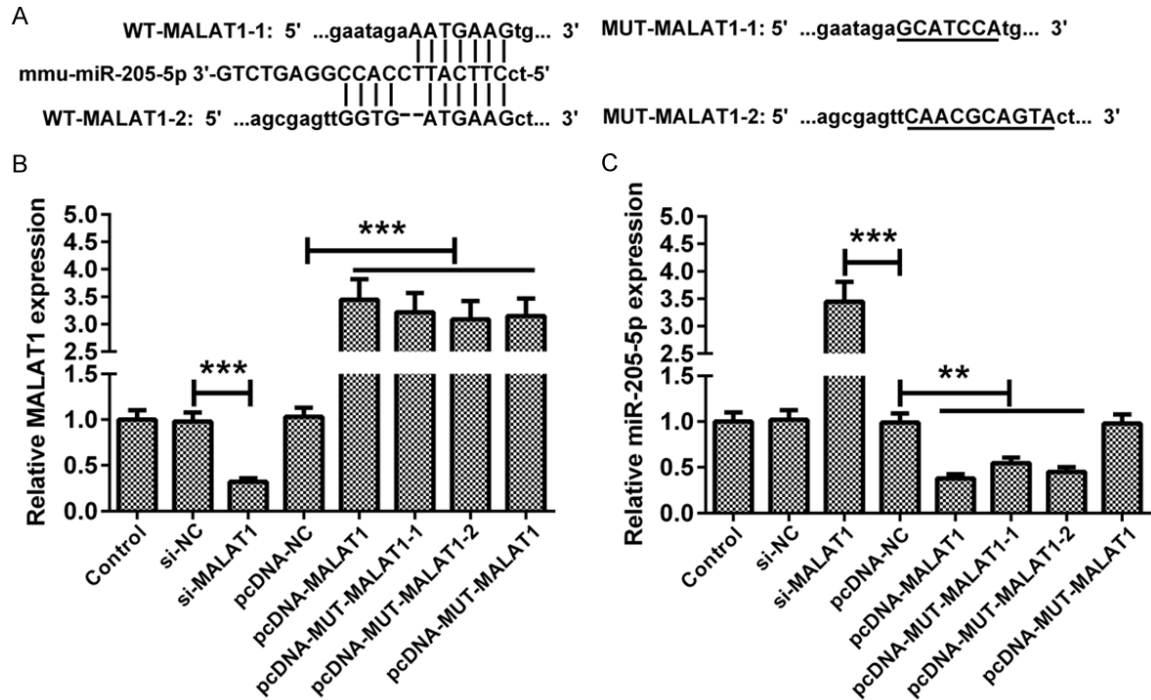 A
WT-MALAT1-1: 5' ...gaatagaAATGAAGtg... 3'
MUT-MALAT1-1: 5' ...gaatagaGCATCCAtg... 3'
mmu-miR-205-5p 3'-GTCTGAGGCCACCTTACTTCct-5'
WT-MALAT1-2: 5' ...agcgagttGGTG--ATGAAGct... 3'
MUT-MALAT1-2: 5' ...agcgagttCAACGCAGTAct... 3'
B
Relative MALAT1 expression
5.0
4.5
4.0
3.5
3.0
2.5
1.5
1.0
0.5
0.0
***
***
Control
si-NC
si-MALAT1
pcDNA-NC
pcDNA-MALAT1
pcDNA-MUT-MALAT1-1
pcDNA-MUT-MALAT1-2
pcDNA-MUT-MALAT1
C
Relative miR-205-5p expression
5.0
4.5
4.0
3.5
3.0
2.5
1.5
1.0
0.5
0.0
***
**
Control
si-NC
si-MALAT1
pcDNA-NC
pcDNA-MALAT1
pcDNA-MUT-MALAT1-1
pcDNA-MUT-MALAT1-2
pcDNA-MUT-MALAT1